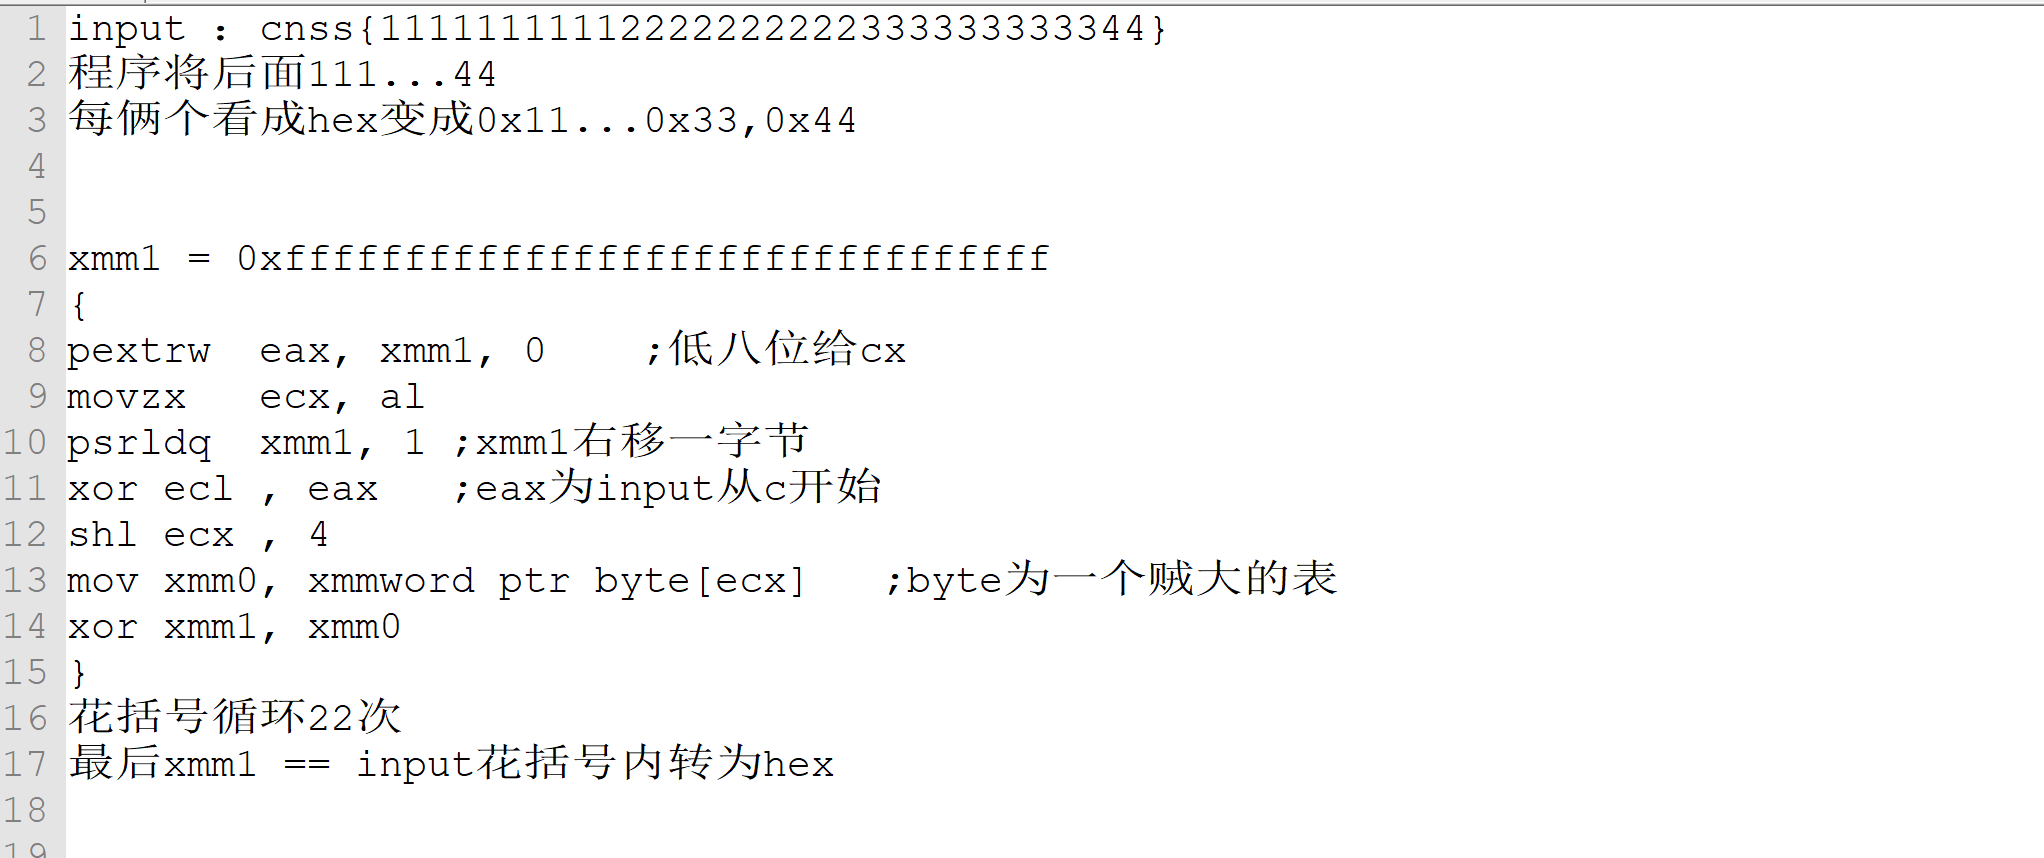 1 input : cnss{11111111112222222222333333333344}
2 程序将后面111...44
3 每俩个看成hex变成0x11...0x33,0x44
4
5
6 xmm1 = 0xffffffffffffffffffffffffffffffff
7 {
8 pextrw  eax, xmm1, 0    ;低八位给cx
9 movzx   ecx, al
10 psrldq  xmm1, 1 ;xmm1右移一字节
11 xor ecl , eax   ;eax为input从c开始
12 shl ecx , 4
13 mov xmm0, xmmword ptr byte[ecx]   ;byte为一个贼大的表
14 xor xmm1, xmm0
15 }
16 花括号循环22次
17 最后xmm1 == input花括号内转为hex
18
19